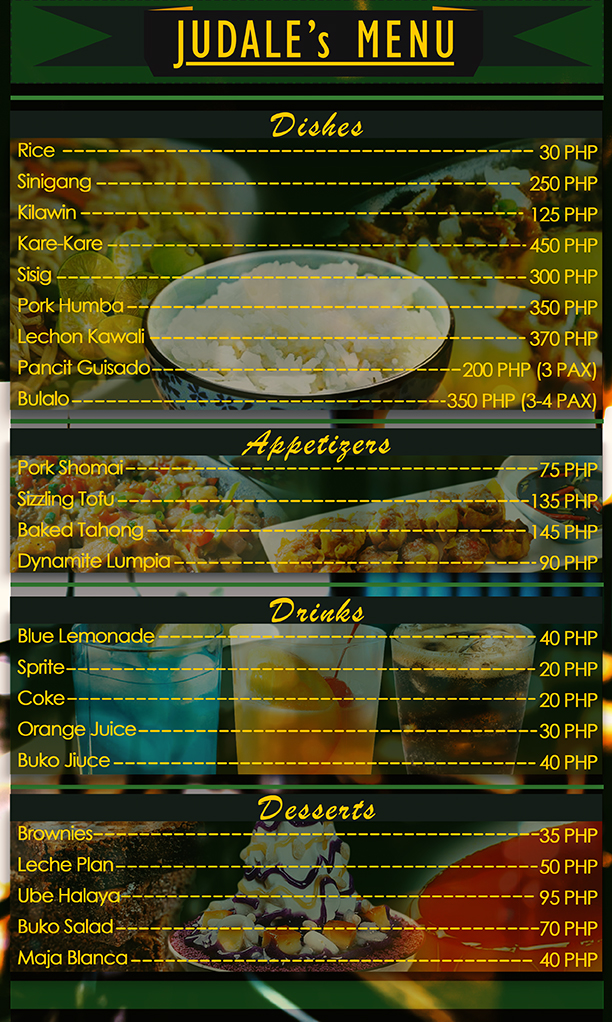 JUDALE's MENU
Dishes
Rice 30 PHP
Sinigang 250 PHP
Kilawin 125 PHP
Kare-Kare 450 PHP
Sisig 300 PHP
Pork Humba 350 PHP
Lechon Kawali 370 PHP
Pancit Guisado 200 PHP (3 PAX)
Bulalo 350 PHP (3-4 PAX)
Appetizers
Pork Shomai 75 PHP
Sizzling Tofu 135 PHP
Baked Tahong 145 PHP
Dynamite Lumpia 90 PHP
Drinks
Blue Lemonade 40 PHP
Sprite 20 PHP
Coke 20 PHP
Orange Juice 30 PHP
Buko Jiuce 40 PHP
Desserts
Brownies 35 PHP
Leche Plan 50 PHP
Ube Halaya 95 PHP
Buko Salad 70 PHP
Maja Blanca 40 PHP